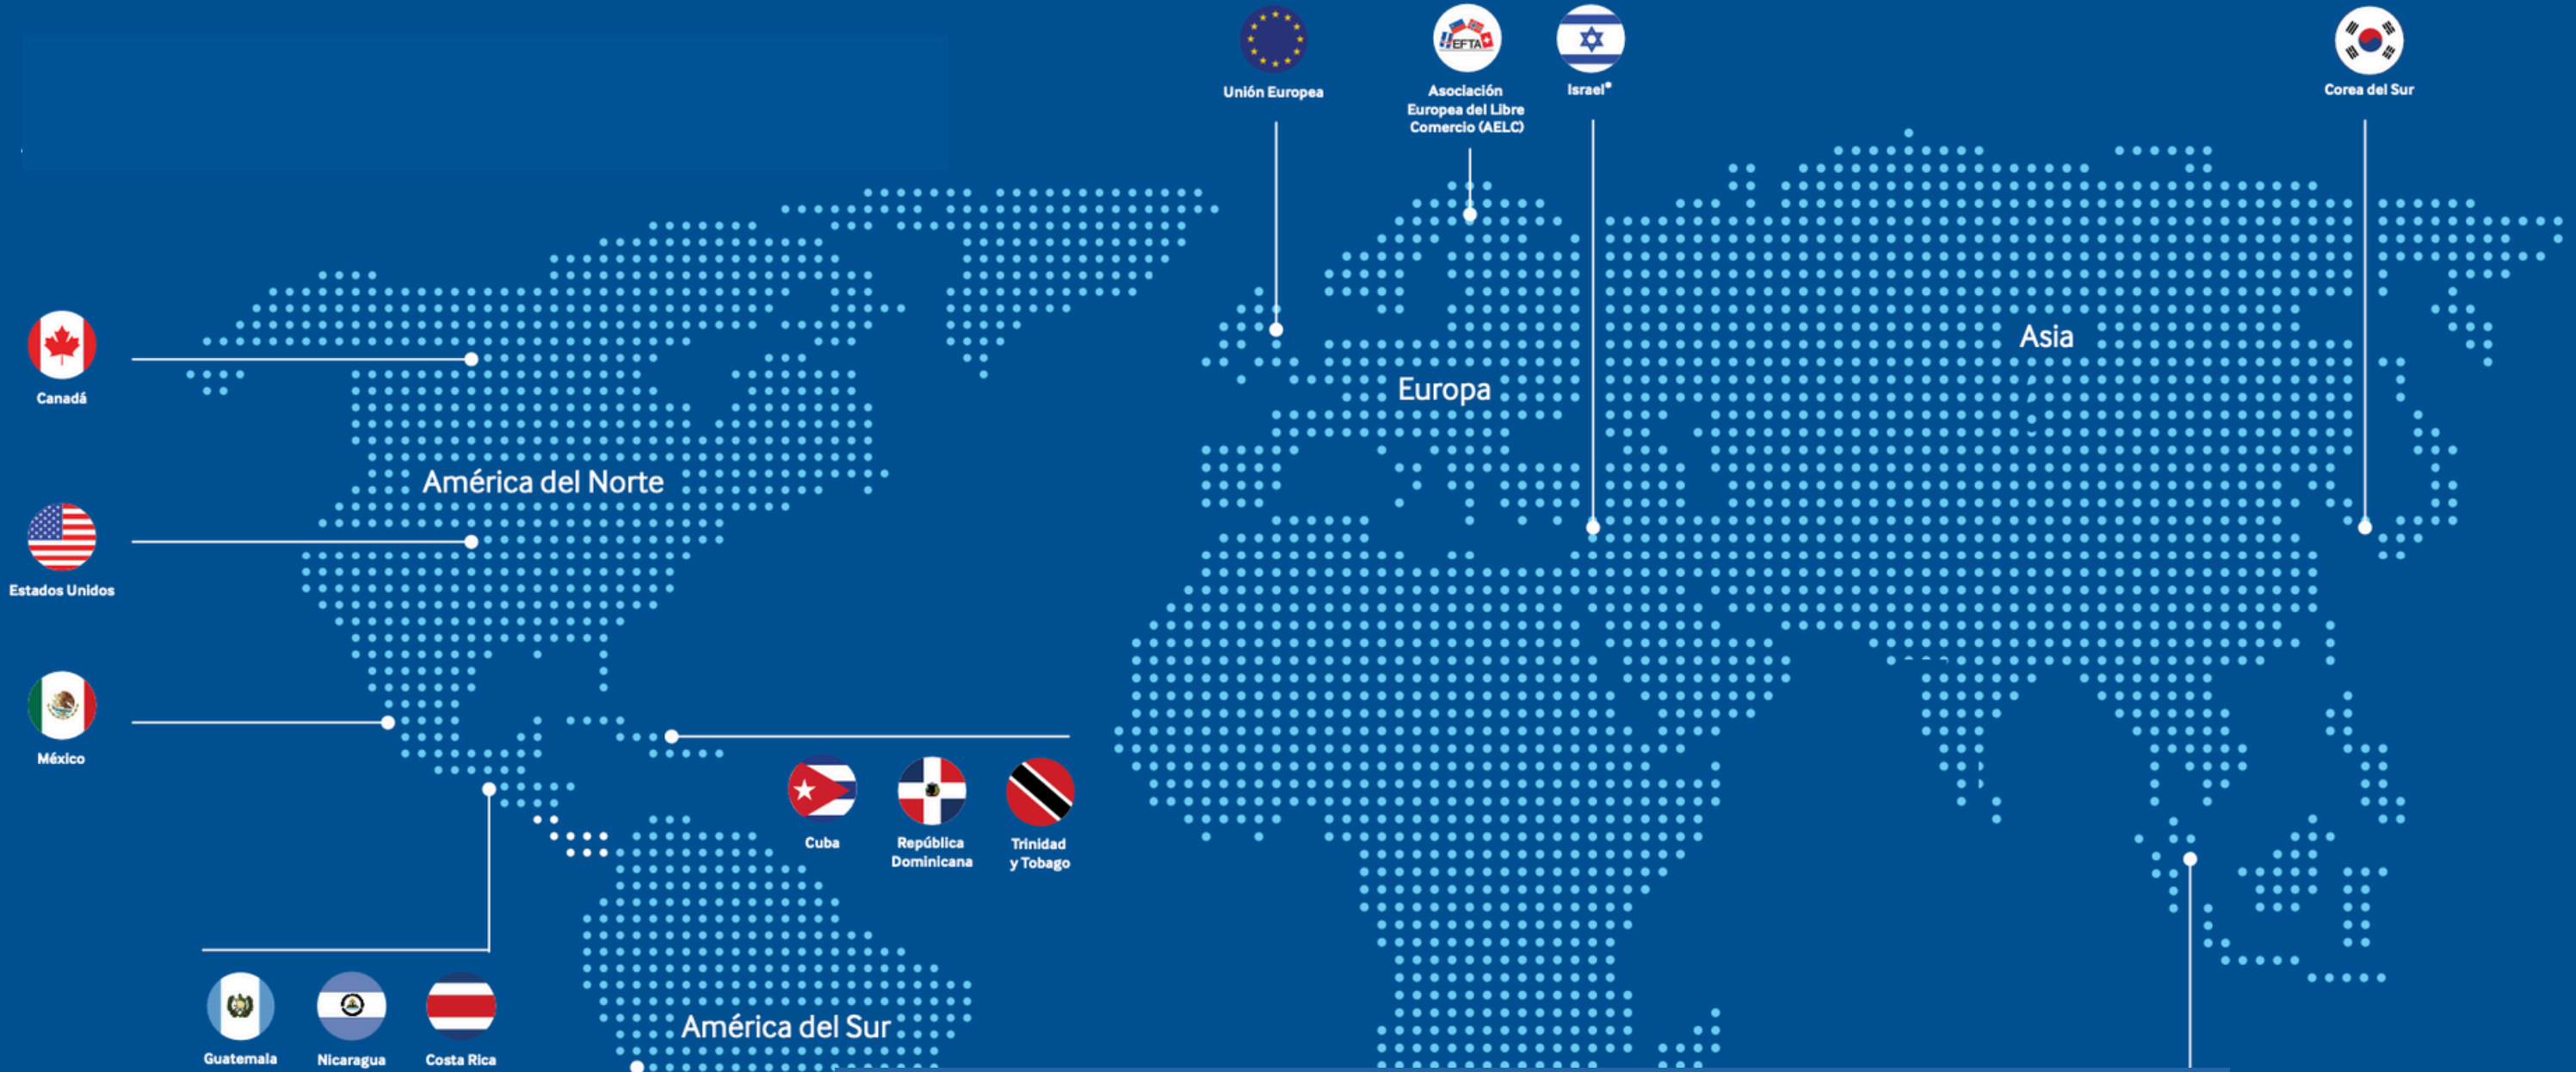 Unión Europea
EFTA
Asociación
Europea del Libre
Comercio (AELC)
Israel*
Corea del Sur
Canadá
Asia
Europa
América del Norte
Estados Unidos
México
Cuba
República
Dominicana
Trinidad
y Tobago
América del Sur
Guatemala
Nicaragua
Costa Rica